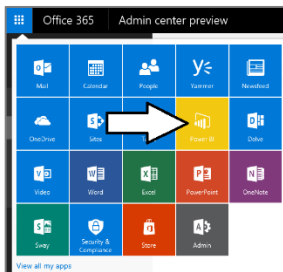 Office 365 Admin center preview
Mail Calendar People Yammer Newsfeed
OneDrive Sites Power BI Delve
Video Word Excel PowerPoint OneNote
Sway Security & Compliance Store Admin
View all my apps